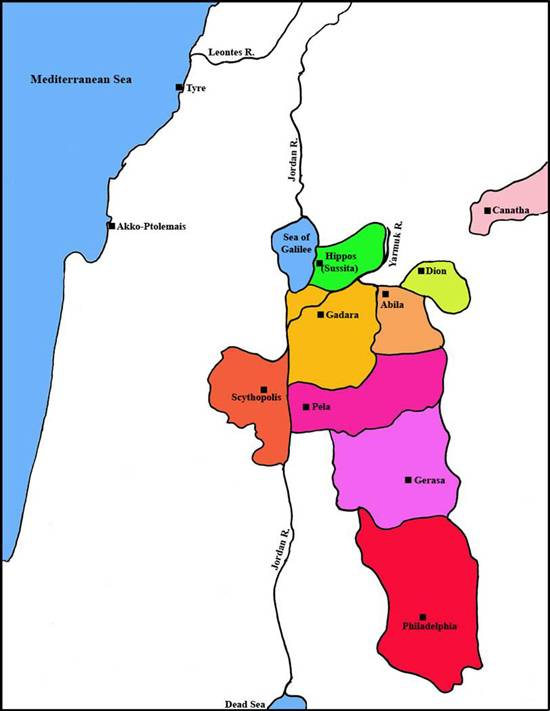 Leontes R.
Mediterranean Sea
Tyre
Jordan R.
Canatha
Akko-Ptolemais
Sea of
Galilee
Yarmuk R.
Hippos
(Sussita)
Dion
Abila
Gadara
Scythopolis
Pela
Gerasa
Jordan R.
Philadelphia
Dead Sea